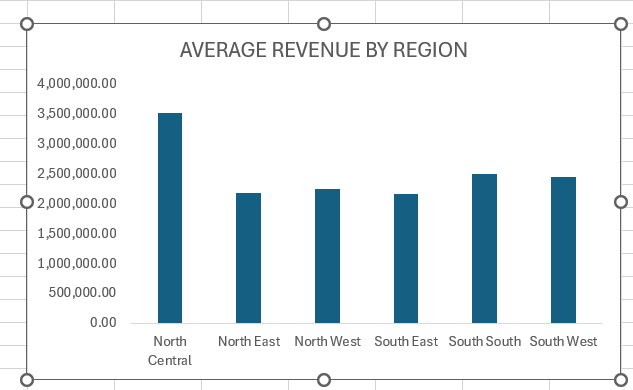 AVERAGE REVENUE BY REGION
4,000,000.00
3,500,000.00
3,000,000.00
2,500,000.00
2,000,000.00
1,500,000.00
1,000,000.00
500,000.00
0.00
North Central
North East
North West
South East
South South
South West